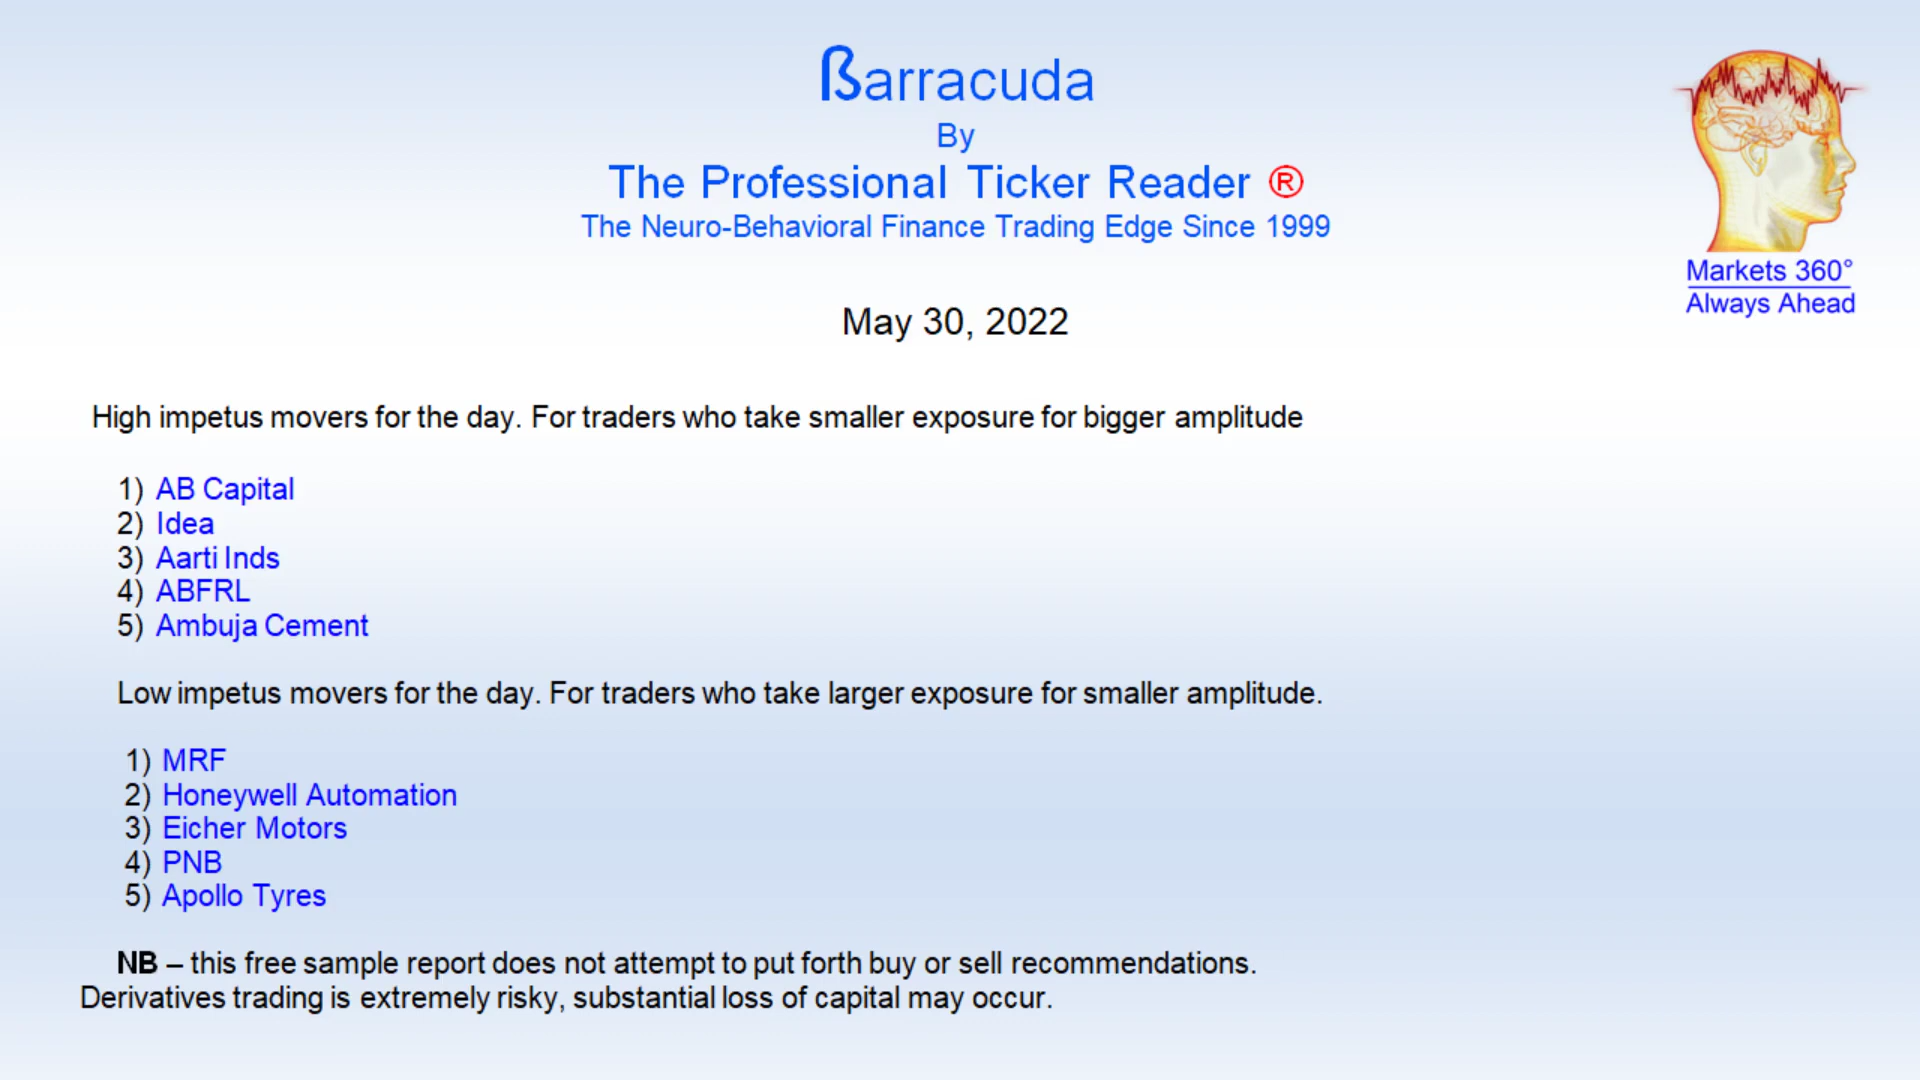 ßarracuda
By
The Professional Ticker Reader ®
The Neuro-Behavioral Finance Trading Edge Since 1999
Markets 360°
Always Ahead
May 30, 2022
High impetus movers for the day. For traders who take smaller exposure for bigger amplitude
1) AB Capital
2) Idea
3) Aarti Inds
4) ABFRL
5) Ambuja Cement
Low impetus movers for the day. For traders who take larger exposure for smaller amplitude.
1) MRF
2) Honeywell Automation
3) Eicher Motors
4) PNB
5) Apollo Tyres
NB – this free sample report does not attempt to put forth buy or sell recommendations.
Derivatives trading is extremely risky, substantial loss of capital may occur.